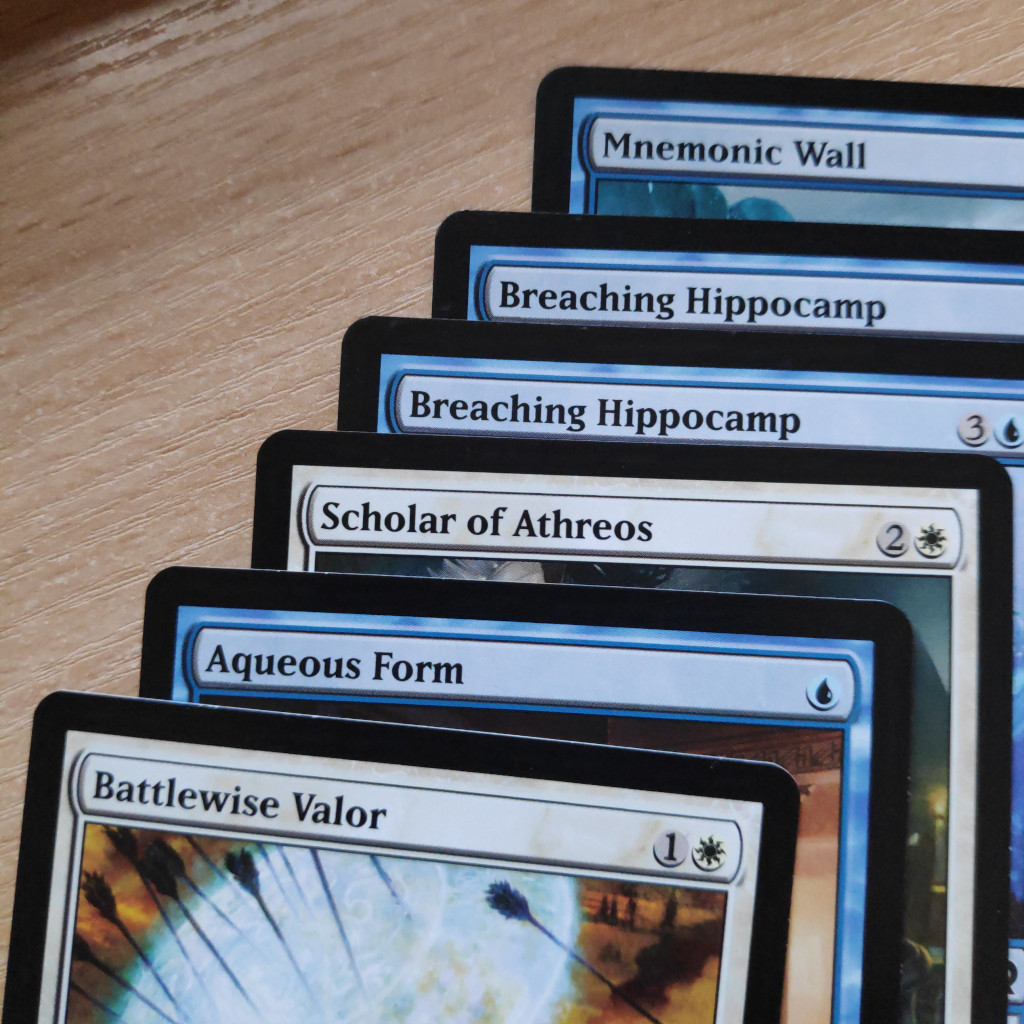 Mnemonic Wall
Breaching Hippocamp
Breaching Hippocamp 3
Scholar of Athreos 2
Aqueous Form
Battlewise Valor 1